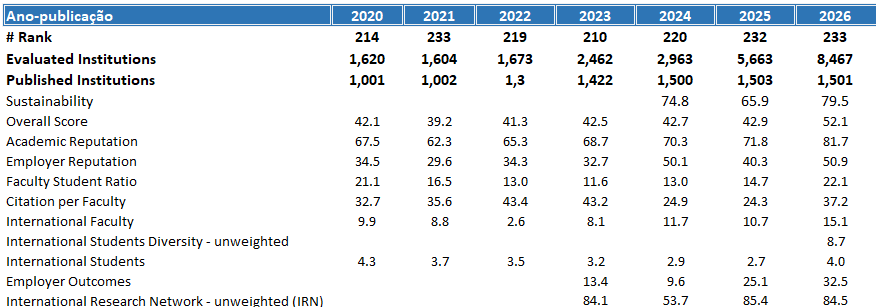 Ano-publicação 2020 2021 2022 2023 2024 2025 2026
# Rank 214 233 219 210 220 232 233
Evaluated Institutions 1,620 1,604 1,673 2,462 2,963 5,663 8,467
Published Institutions 1,001 1,002 1,3 1,422 1,500 1,503 1,501
Sustainability 74.8 65.9 79.5
Overall Score 42.1 39.2 41.3 42.5 42.7 42.9 52.1
Academic Reputation 67.5 62.3 65.3 68.7 70.3 71.8 81.7
Employer Reputation 34.5 29.6 34.3 32.7 50.1 40.3 50.9
Faculty Student Ratio 21.1 16.5 13.0 11.6 13.0 14.7 22.1
Citation per Faculty 32.7 35.6 43.4 43.2 24.9 24.3 37.2
International Faculty 9.9 8.8 2.6 8.1 11.7 10.7 15.1
International Students Diversity - unweighted 8.7
International Students 4.3 3.7 3.5 3.2 2.9 2.7 4.0
Employer Outcomes 13.4 9.6 25.1 32.5
International Research Network - unweighted (IRN) 84.1 53.7 85.4 84.5